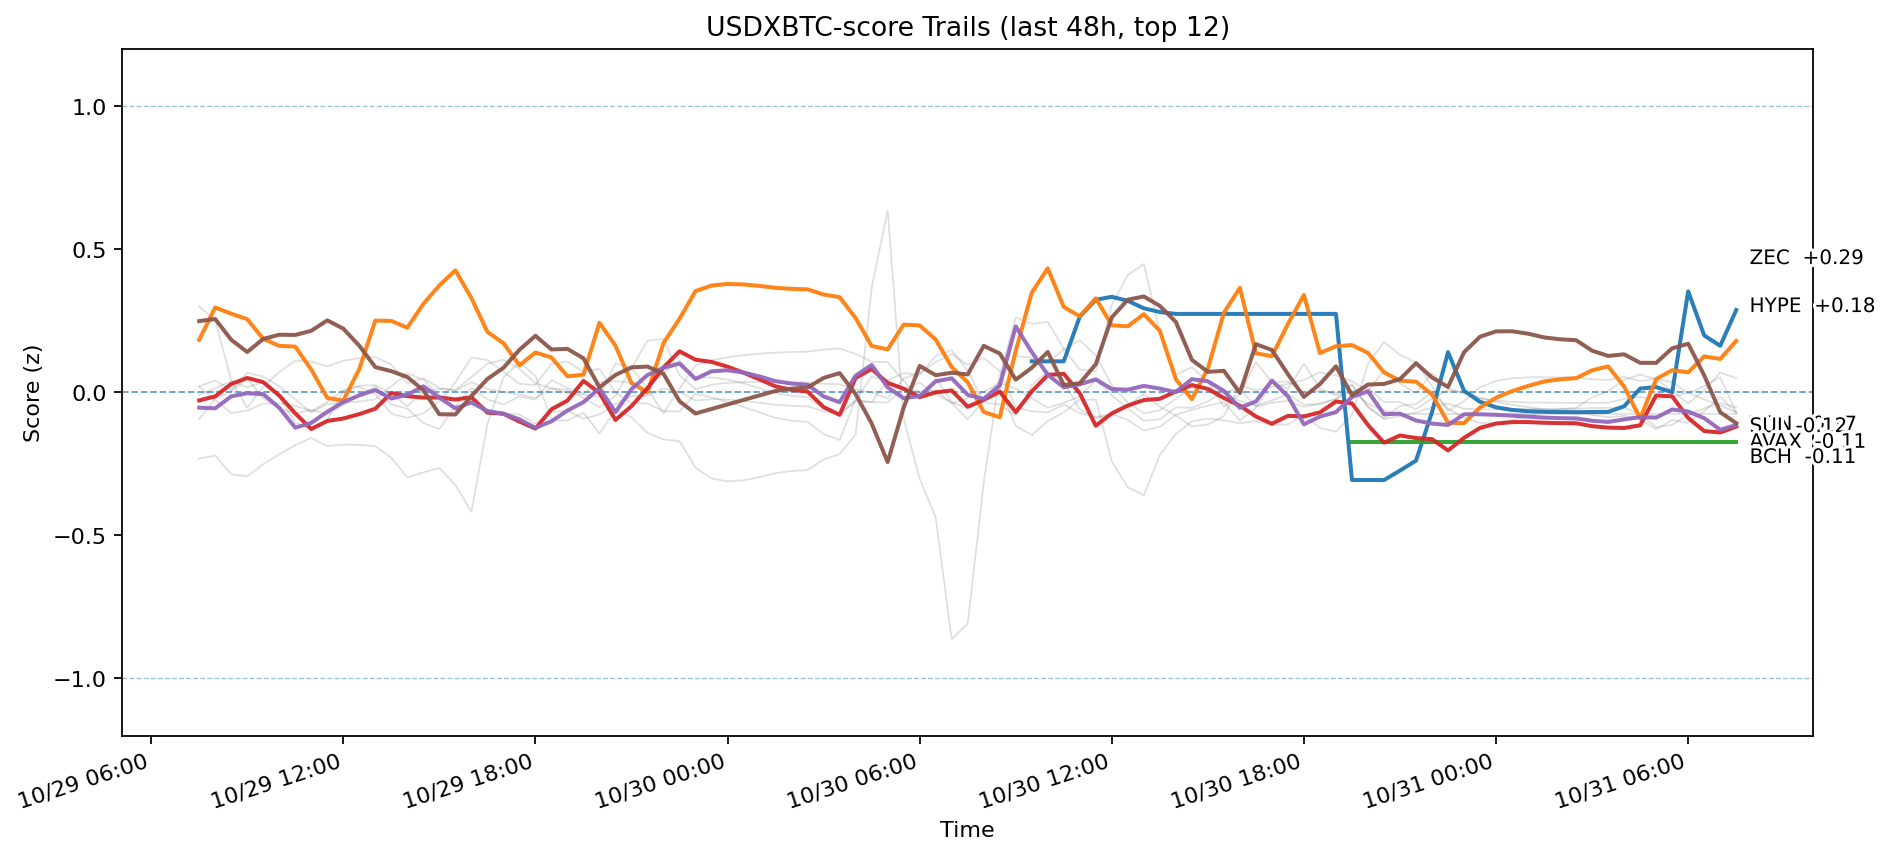 USDXBTC-score Trails (last 48h, top 12)
Score (z)
1.0
0.5
0.0
−0.5
−1.0
ZEC +0.29
HYPE +0.18
AVAX -0.11
BCH -0.11
10/29 06:00
10/29 12:00
10/29 18:00
10/30 00:00
10/30 06:00
10/30 12:00
10/30 18:00
10/31 00:00
10/31 06:00
Time